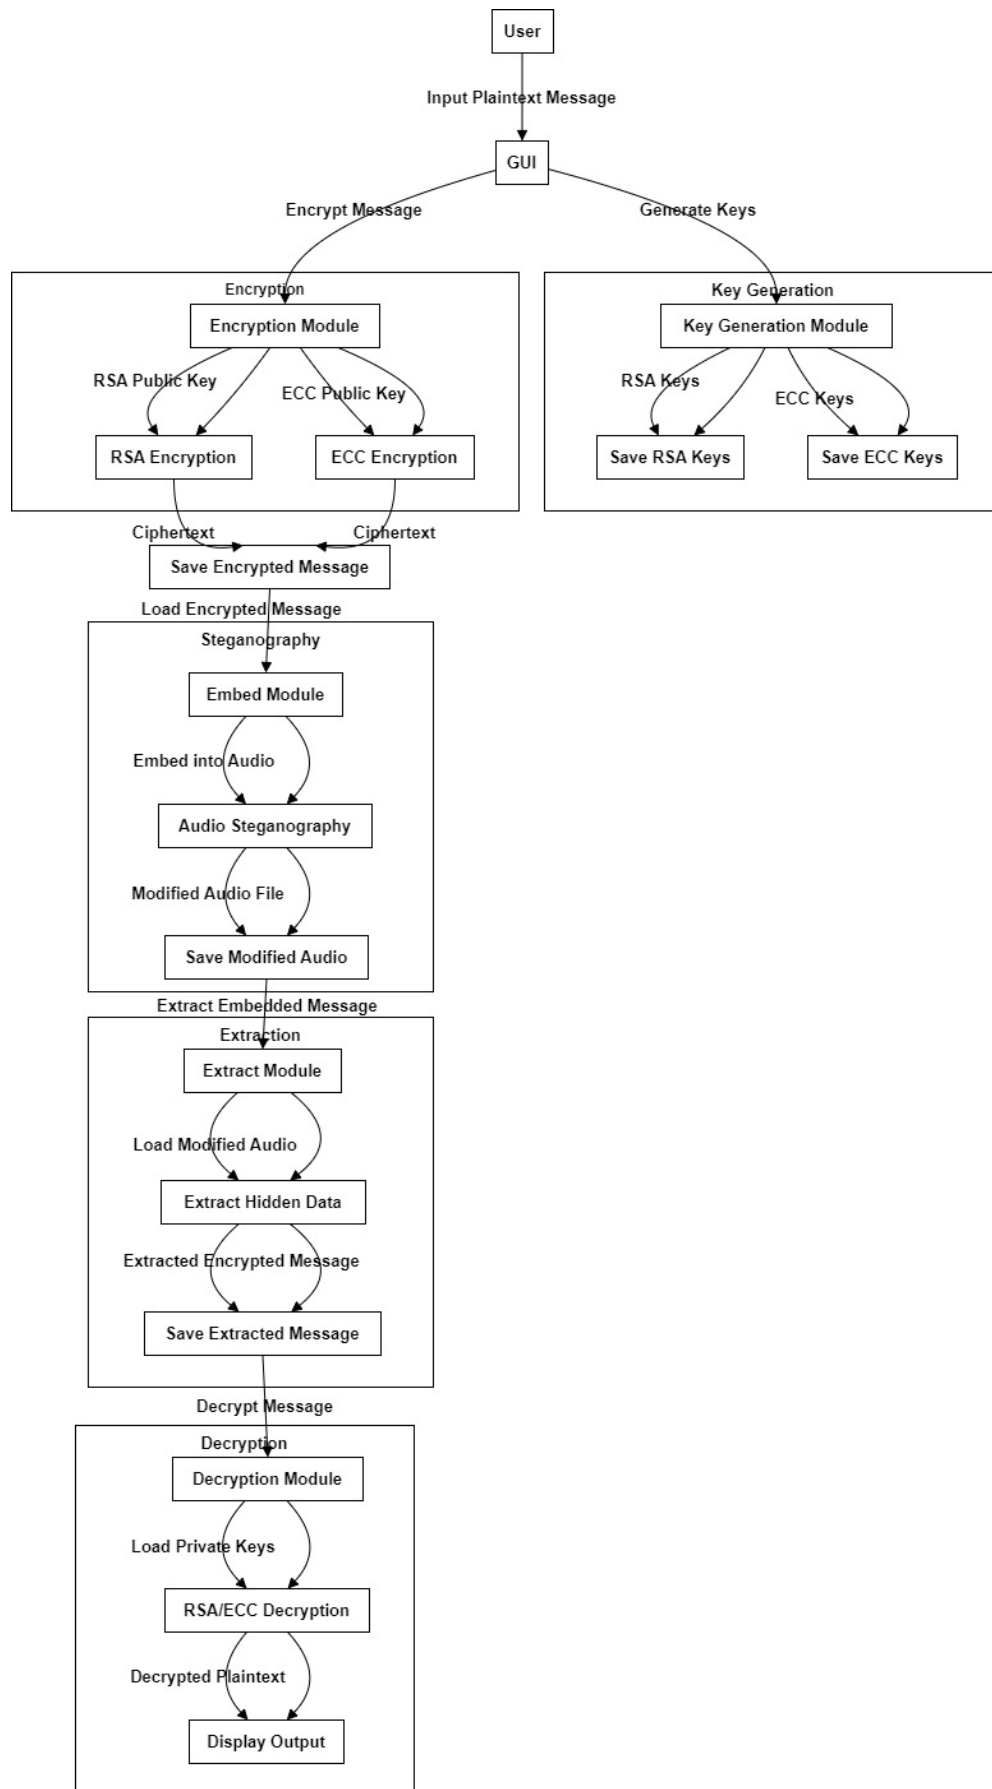 User
Input Plaintext Message
GUI
Encrypt Message
Generate Keys
Encryption
Key Generation
Encryption Module
Key Generation Module
RSA Public Key
ECC Public Key
RSA Keys
ECC Keys
RSA Encryption
ECC Encryption
Save RSA Keys
Save ECC Keys
Ciphertext
Ciphertext
Save Encrypted Message
Load Encrypted Message
Steganography
Embed Module
Embed into Audio
Audio Steganography
Modified Audio File
Save Modified Audio
Extract Embedded Message
Extraction
Extract Module
Load Modified Audio
Extract Hidden Data
Extracted Encrypted Message
Save Extracted Message
Decrypt Message
Decryption
Decryption Module
Load Private Keys
RSA/ECC Decryption
Decrypted Plaintext
Display Output